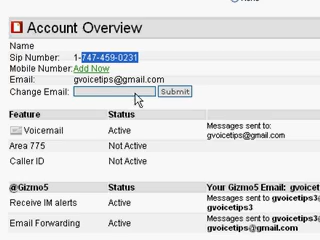 Account Overview
Name
Sip Number: 1-747-459-0231
Mobile Number: Add Now
Email: gvoicetips@gmail.com
Change Email: Submit
Feature Status
Voicemail Active Messages sent to:
gvoicetips@gmail.com
Area 775 Not Active
Caller ID Not Active
@Gizmo5 Status Your Gizmo5 Email: gvoicet
Receive IM alerts Active Messages sent to gvoicetips3@
gvoicetips3
Email Forwarding Active Messages sent to gvoicetips3@
gvoicetips@gmail.com